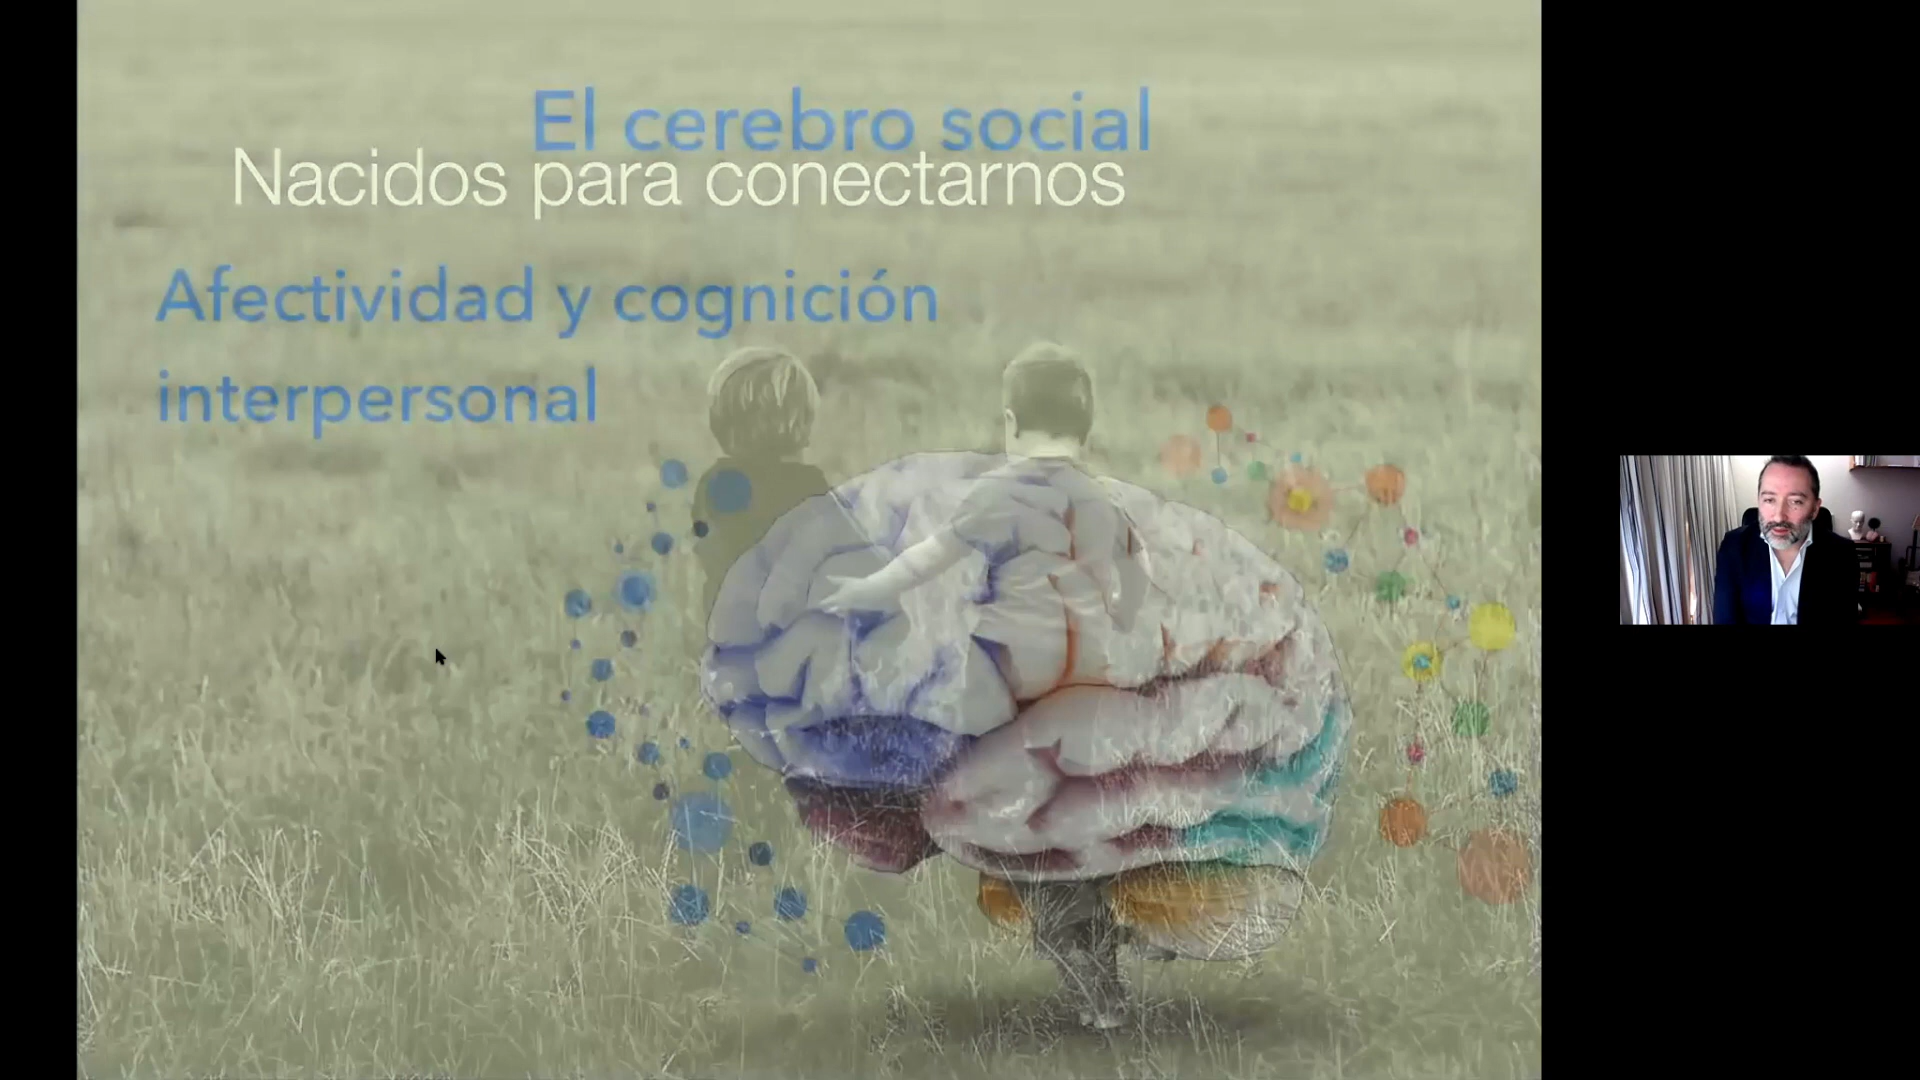 El cerebro social
Nacidos para conectarnos
Afectividad y cognición
interpersonal